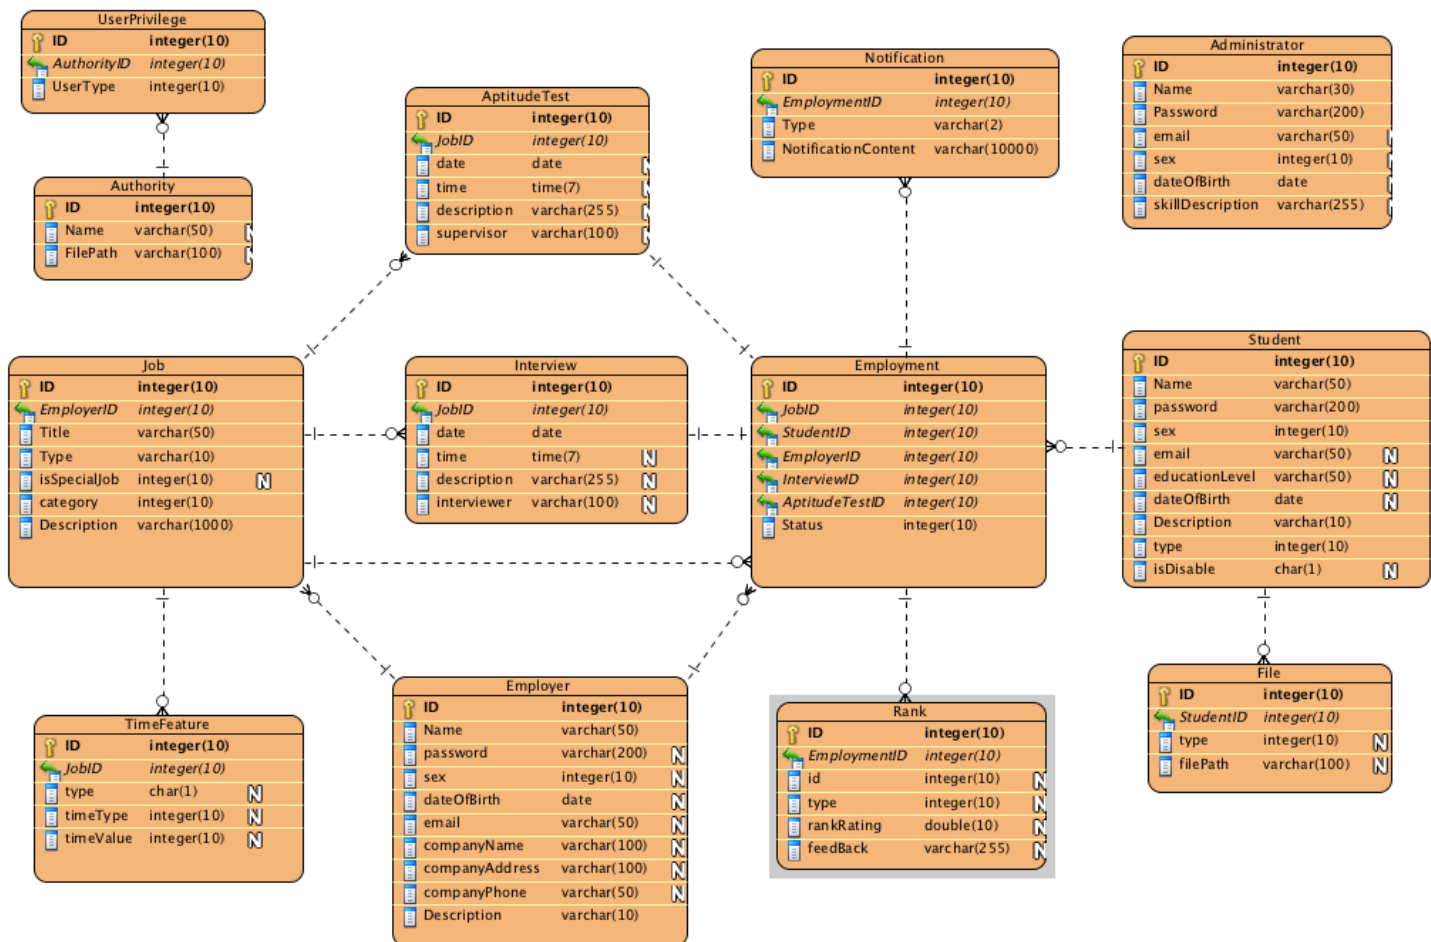 UserPrivilege
ID integer(10)
AuthorityID integer(10)
UserType integer(10)
Authority
ID integer(10)
Name varchar(50) N
FilePath varchar(100) N
AptitudeTest
ID integer(10)
JobID integer(10)
date date N
time time(7) N
description varchar(255) N
supervisor varchar(100) N
Notification
ID integer(10)
EmploymentID integer(10)
Type varchar(2)
NotificationContent varchar(10000)
Administrator
ID integer(10)
Name varchar(30)
Password varchar(200)
email varchar(50)
sex integer(10)
dateOfBirth date
skillDescription varchar(255)
Job
ID integer(10)
EmployerID integer(10)
Title varchar(50)
Type varchar(10)
isSpecialJob integer(10) N
category integer(10)
Description varchar(1000)
Interview
ID integer(10)
JobID integer(10)
date date
time time(7) N
description varchar(255) N
interviewer varchar(100) N
Employment
ID integer(10)
JobID integer(10)
StudentID integer(10)
EmployerID integer(10)
InterviewID integer(10)
AptitudeTestID integer(10)
Status integer(10)
Student
ID integer(10)
Name varchar(50)
password varchar(200)
sex integer(10)
email varchar(50) N
educationLevel varchar(50) N
dateOfBirth date N
Description varchar(10)
type integer(10)
isDisable char(1) N
TimeFeature
ID integer(10)
JobID integer(10)
type char(1) N
timeType integer(10) N
timeValue integer(10) N
Employer
ID integer(10)
Name varchar(50)
password varchar(200) N
sex integer(10) N
dateOfBirth date N
email varchar(50) N
companyName varchar(100) N
companyAddress varchar(100) N
companyPhone varchar(50) N
Description varchar(10)
Rank
ID integer(10)
EmploymentID integer(10)
id integer(10) N
type integer(10) N
rankRating double(10) N
feedBack varchar(255) N
File
ID integer(10)
StudentID integer(10)
type integer(10) N
filePath varchar(100) N